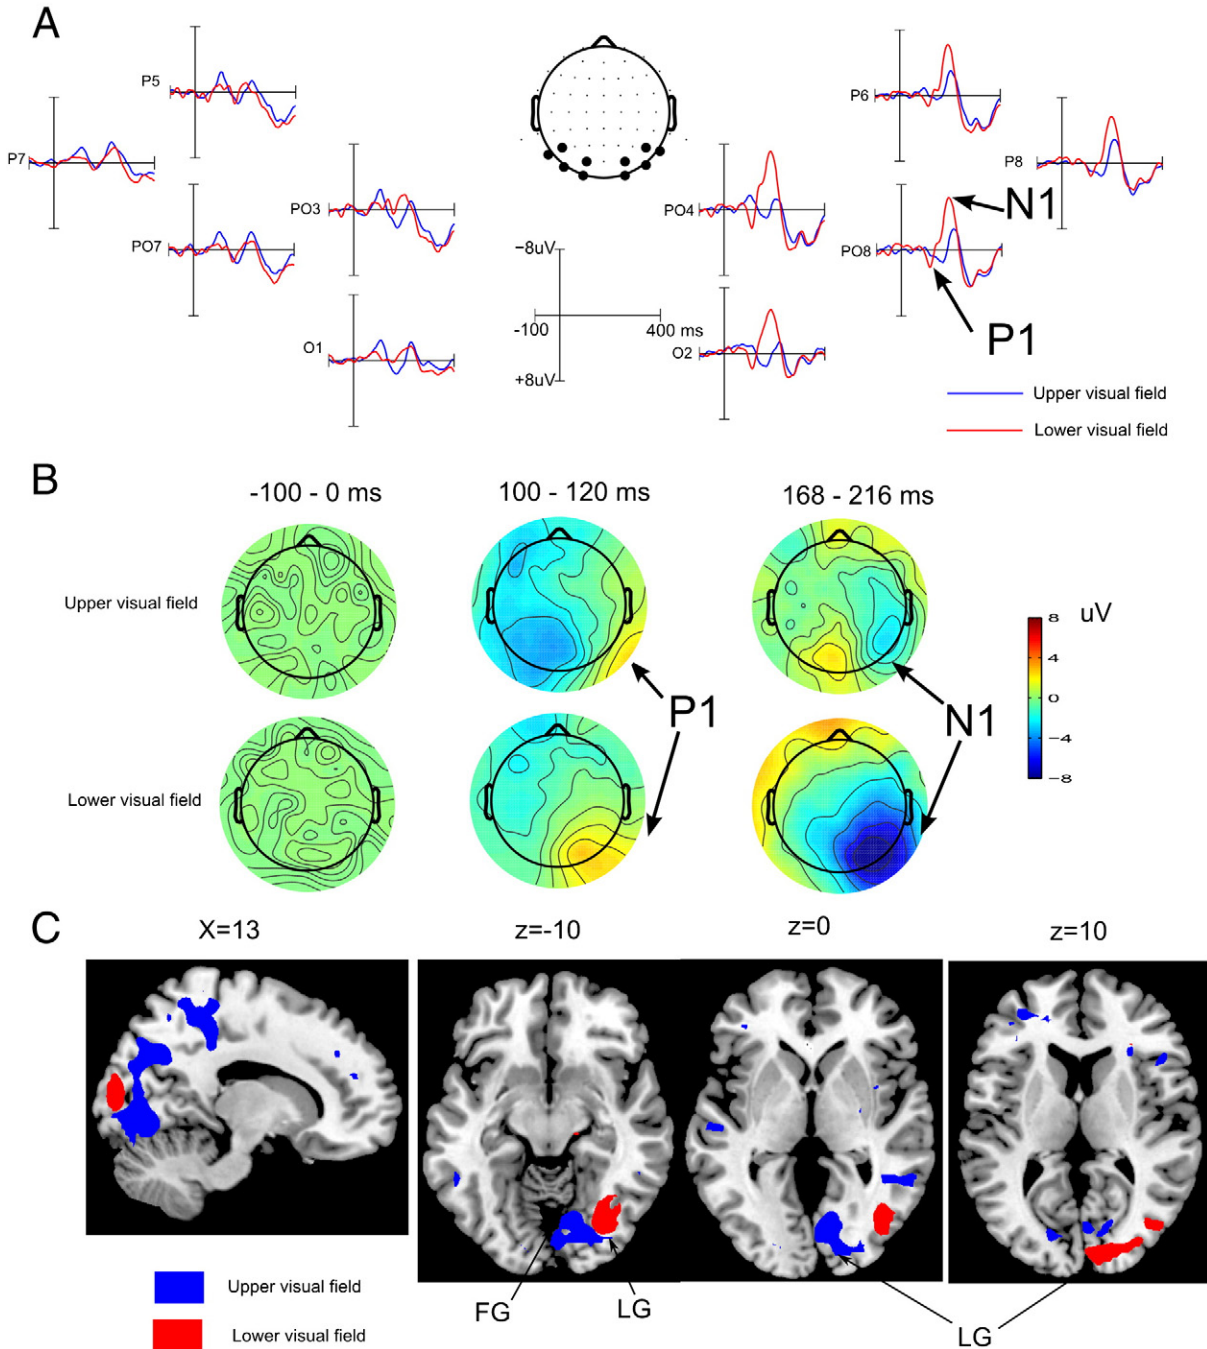 A
P5
P7
PO3
PO7
O1
-100
400 ms
−8uV
+8uV
P6
P8
PO4
N1
PO8
P1
O2
Upper visual field
Lower visual field
B
-100 - 0 ms
100 - 120 ms
168 - 216 ms
Upper visual field
uV
8
4
0
−4
−8
P1
N1
Lower visual field
C
X=13
z=-10
z=0
z=10
FG
LG
LG
Upper visual field
Lower visual field